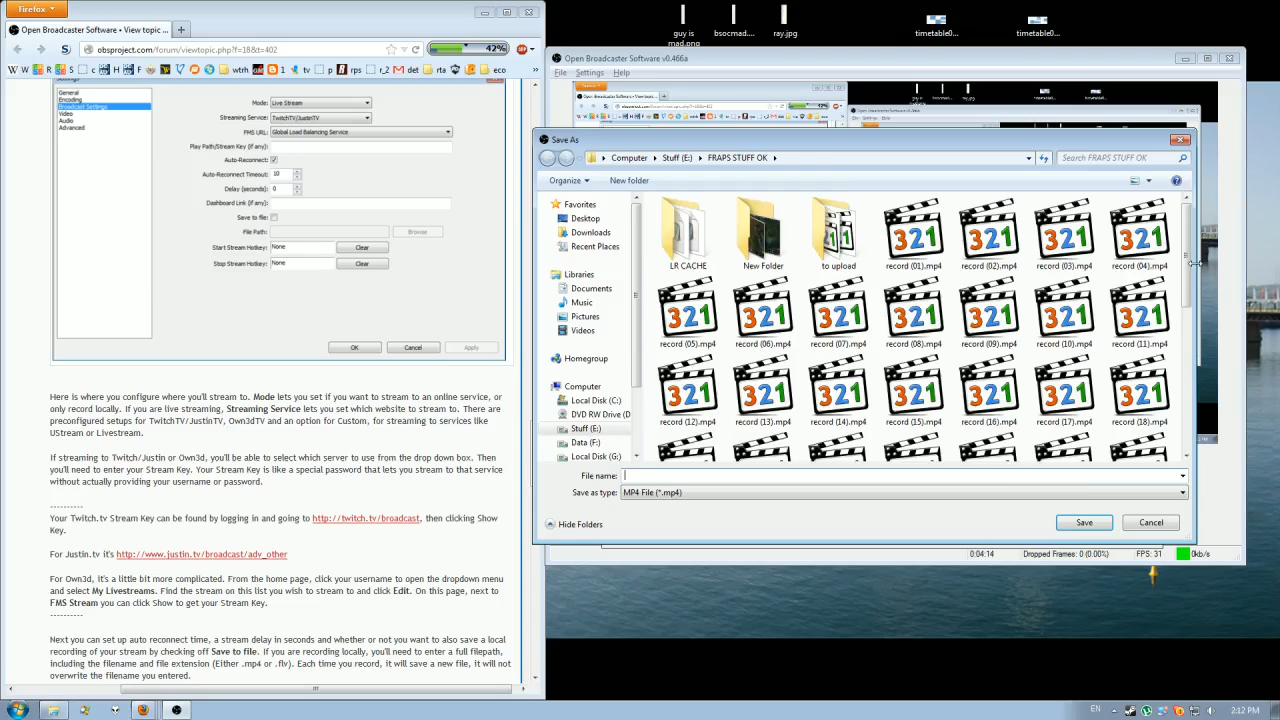 Firefox
Open Broadcaster Software • View topic ...
obsproject.com/forum/viewtopic.php?f=18&t=402
42%
wtrh
tv
rps
r_2
det
rta
eco
General
Encoding
Broadcast Settings
Video
Audio
Advanced
Mode: Live Stream
Streaming Service: TwitchTV/JustinTV
FMS URL: Global Load Balancing Service
Play Path/Stream Key (if any):
Auto-Reconnect:
Auto-Reconnect Timeout: 10
Delay (seconds): 0
Dashboard Link (if any):
Save to file:
File Path: Browse
Start Stream Hotkey: None Clear
Stop Stream Hotkey: None Clear
OK Cancel Apply
Here is where you configure where you'll stream to. Mode lets you set if you want to stream to an online service, or
only record locally. If you are live streaming, Streaming Service lets you set which website to stream to. There are
preconfigured setups for TwitchTV/JustinTV, Own3dTV and an option for Custom, for streaming to services like
UStream or Livestream.
If streaming to Twitch/Justin or Own3d, you'll be able to select which server to use from the drop down box. Then
you'll need to enter your Stream Key. Your Stream Key is like a special password that lets you stream to that service
without actually providing your username or password.
----------
Your Twitch.tv Stream Key can be found by logging in and going to http://twitch.tv/broadcast, then clicking Show
Key.
For Justin.tv it's http://www.justin.tv/broadcast/adv_other
For Own3d, it's a little bit more complicated. From the home page, click your username to open the dropdown menu
and select My Livestreams. Find the stream on this list you wish to stream to and click Edit. On this page, next to
FMS Stream you can click Show to get your Stream Key.
----------
Next you can set up auto reconnect time, a stream delay in seconds and whether or not you want to also save a local
recording of your stream by checking off Save to file. If you are recording locally, you'll need to enter a full filepath,
including the filename and file extension (Either .mp4 or .flv). Each time you record, it will save a new file, it will not
overwrite the filename you entered.
guy is
mad.png
bsocmad....
ray.jpg
timetable0...
timetable0...
Open Broadcaster Software v0.466a
File Settings Help
Save As
Computer Stuff (E:) FRAPS STUFF OK
Search FRAPS STUFF OK
Organize New folder
Favorites
Desktop
Downloads
Recent Places
Libraries
Documents
Music
Pictures
Videos
Homegroup
Computer
Local Disk (C:)
DVD RW Drive (D
Stuff (E:)
Data (F:)
Local Disk (G:)
LR CACHE New Folder to upload record (01).mp4 record (02).mp4 record (03).mp4 record (04).mp4
record (05).mp4 record (06).mp4 record (07).mp4 record (08).mp4 record (09).mp4 record (10).mp4 record (11).mp4
record (12).mp4 record (13).mp4 record (14).mp4 record (15).mp4 record (16).mp4 record (17).mp4 record (18).mp4
File name:
Save as type: MP4 File (*.mp4)
Hide Folders
Save Cancel
0:04:14 Dropped Frames: 0 (0.00%) FPS: 31 0kb/s
EN
2:12 PM